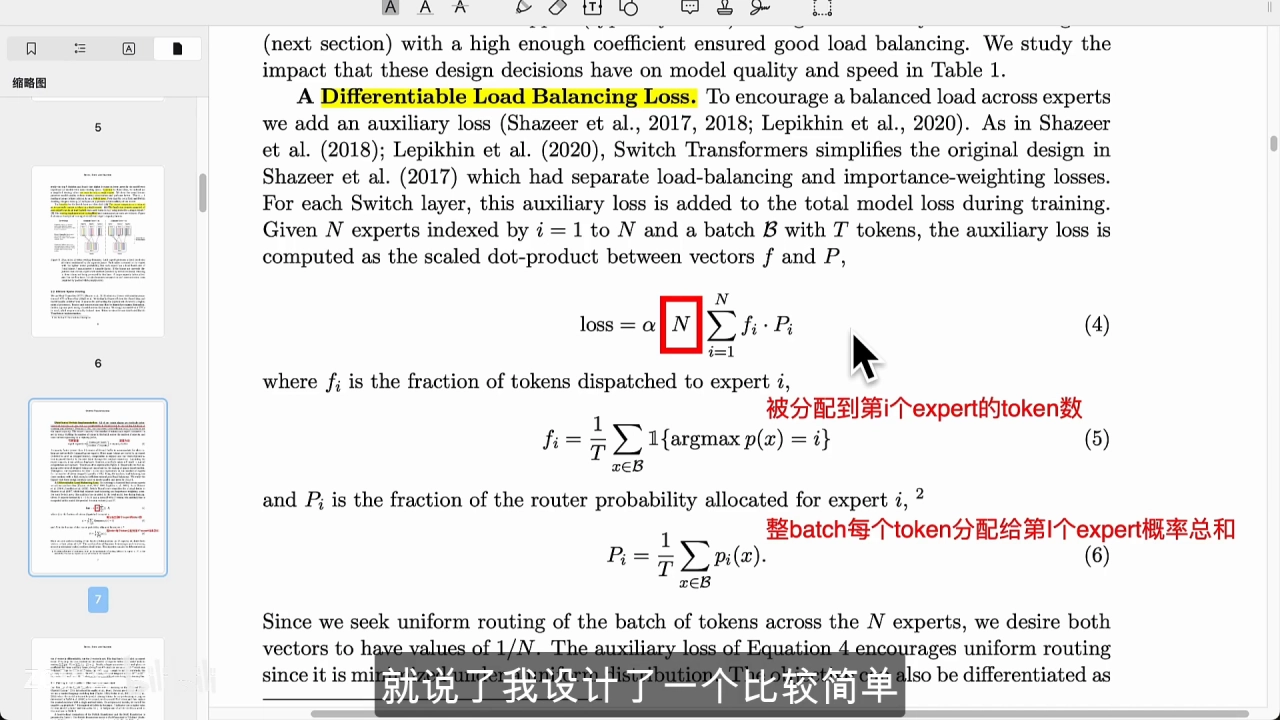 缩略图
5
6
7
(next section) with a high enough coefficient ensured good load balancing. We study the
impact that these design decisions have on model quality and speed in Table 1.
A Differentiable Load Balancing Loss. To encourage a balanced load across experts
we add an auxiliary loss (Shazeer et al., 2017, 2018; Lepikhin et al., 2020). As in Shazeer
et al. (2018); Lepikhin et al. (2020), Switch Transformers simplifies the original design in
Shazeer et al. (2017) which had separate load-balancing and importance-weighting losses.
For each Switch layer, this auxiliary loss is added to the total model loss during training.
Given N experts indexed by i = 1 to N and a batch ℬ with T tokens, the auxiliary loss is
computed as the scaled dot-product between vectors f and P,
loss = α N ∑_{i=1}^{N} f_i · P_i (4)
where f_i is the fraction of tokens dispatched to expert i,
被分配到第i个expert的token数
f_i = 1/T ∑_{x∈ℬ} 𝟙{argmax p(x) = i} (5)
and P_i is the fraction of the router probability allocated for expert i, ²
整batch每个token分配给第I个expert概率总和
P_i = 1/T ∑_{x∈ℬ} p_i(x). (6)
Since we seek uniform routing of the batch of tokens across the N experts, we desire both
vectors to have values of 1/N. The auxiliary loss of Equation 4 encourages uniform routing
since it is also be differentiated as
就说了我设计了一个比较简单